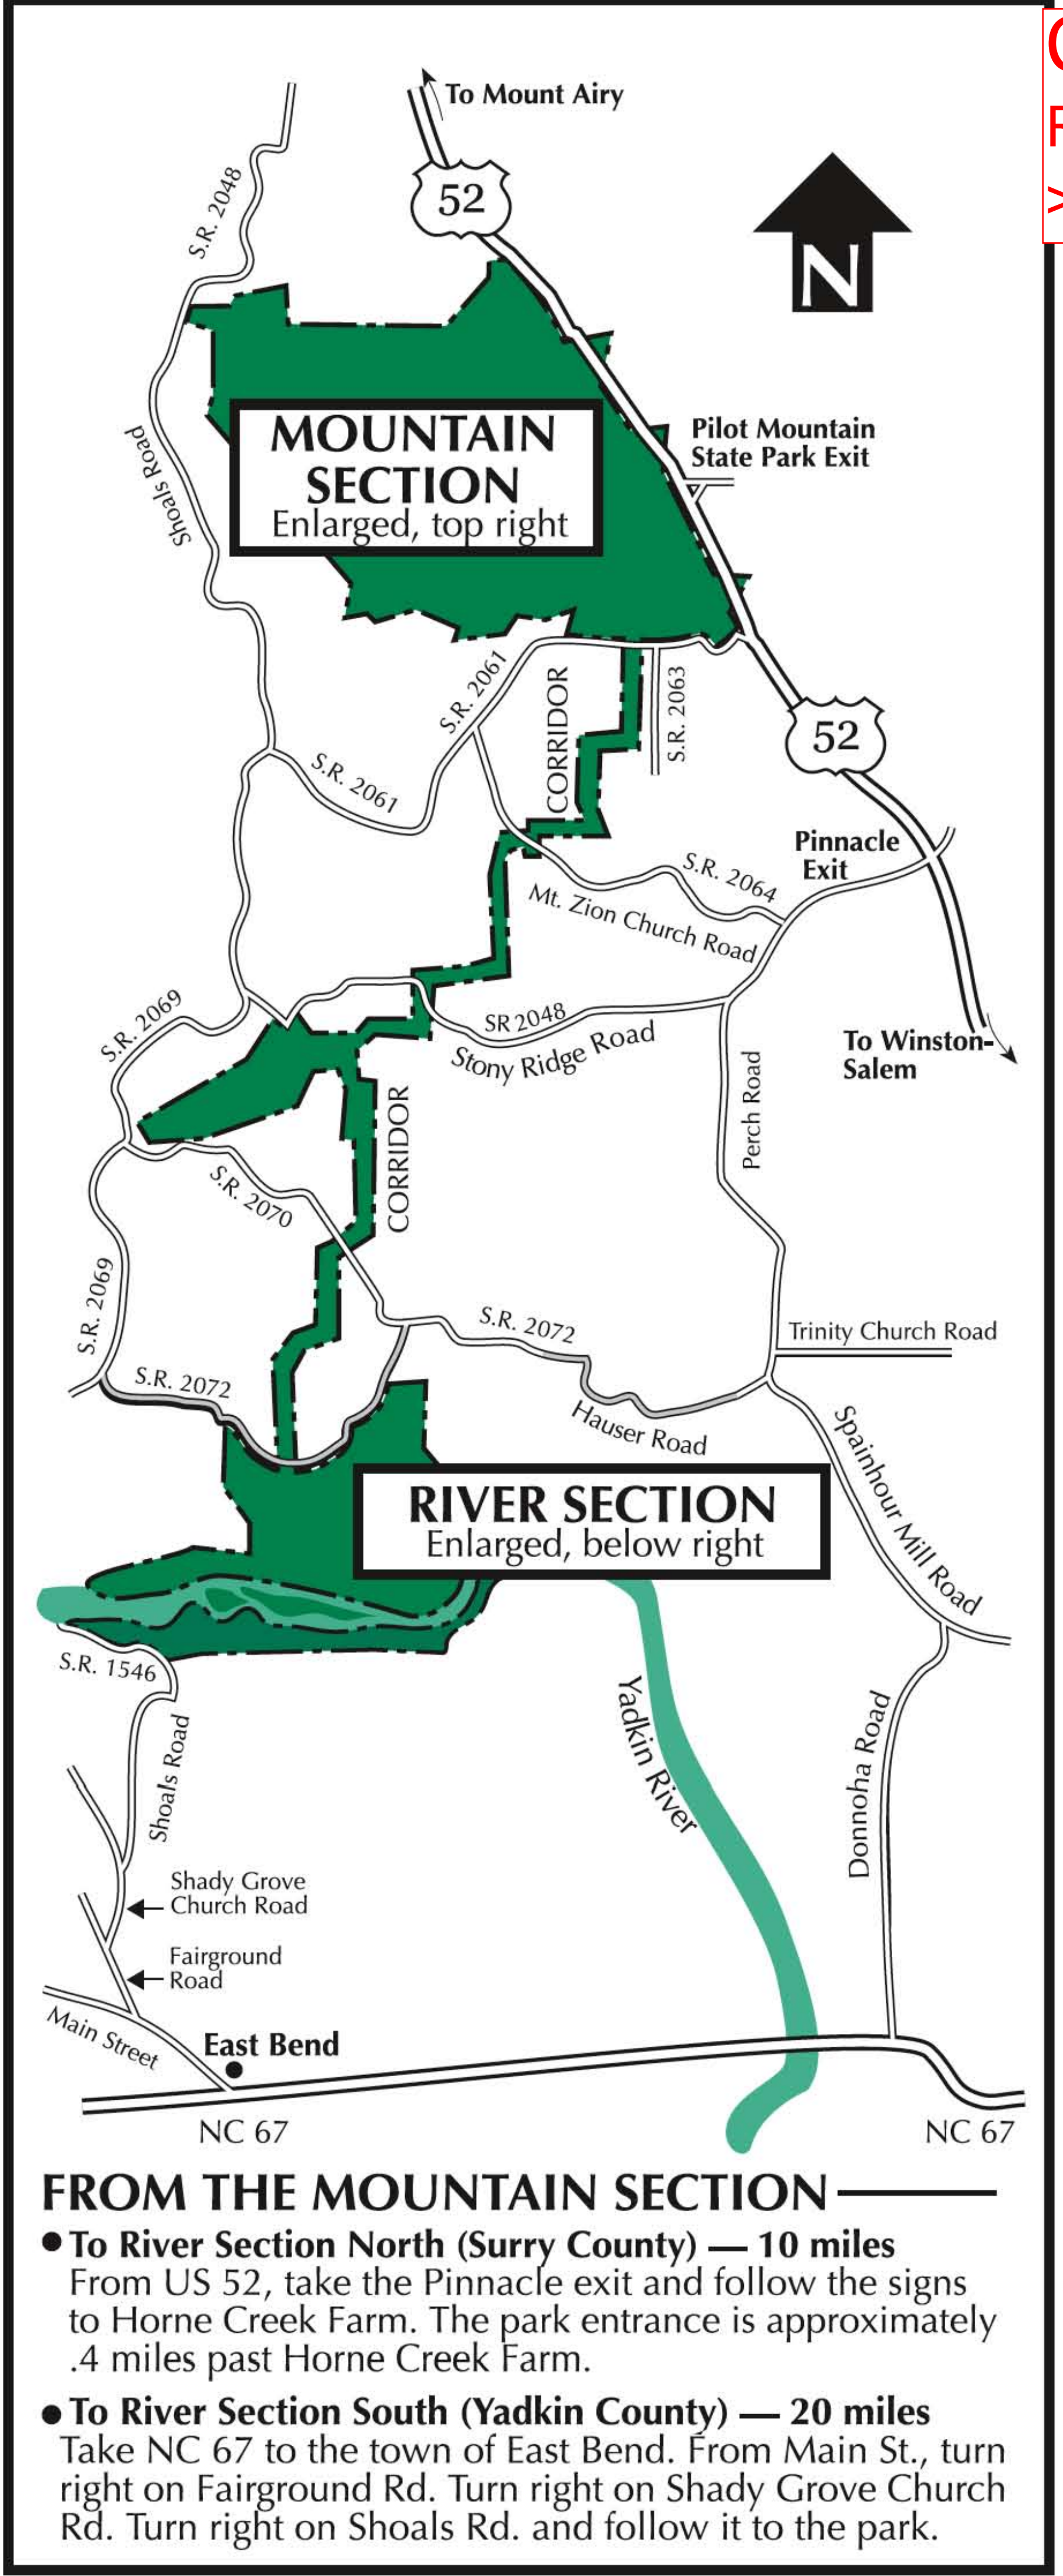 To Mount Airy
52
S.R. 2048
N
MOUNTAIN
SECTION
Enlarged, top right
Pilot Mountain
State Park Exit
Shoals Road
S.R. 2061
CORRIDOR
S.R. 2063
52
S.R. 2061
Pinnacle
Exit
S.R. 2064
Mt. Zion Church Road
S.R. 2069
SR 2048
Stony Ridge Road
To Winston-
Salem
Perch Road
CORRIDOR
S.R. 2070
S.R. 2069
S.R. 2072
Trinity Church Road
S.R. 2072
Hauser Road
Spainhour Mill Road
RIVER SECTION
Enlarged, below right
S.R. 1546
Shoals Road
Yadkin River
Donnoha Road
Shady Grove
Church Road
Fairground
Road
Main Street
East Bend
NC 67
NC 67
FROM THE MOUNTAIN SECTION
● To River Section North (Surry County) — 10 miles
From US 52, take the Pinnacle exit and follow the signs
to Horne Creek Farm. The park entrance is approximately
.4 miles past Horne Creek Farm.
● To River Section South (Yadkin County) — 20 miles
Take NC 67 to the town of East Bend. From Main St., turn
right on Fairground Rd. Turn right on Shady Grove Church
Rd. Turn right on Shoals Rd. and follow it to the park.